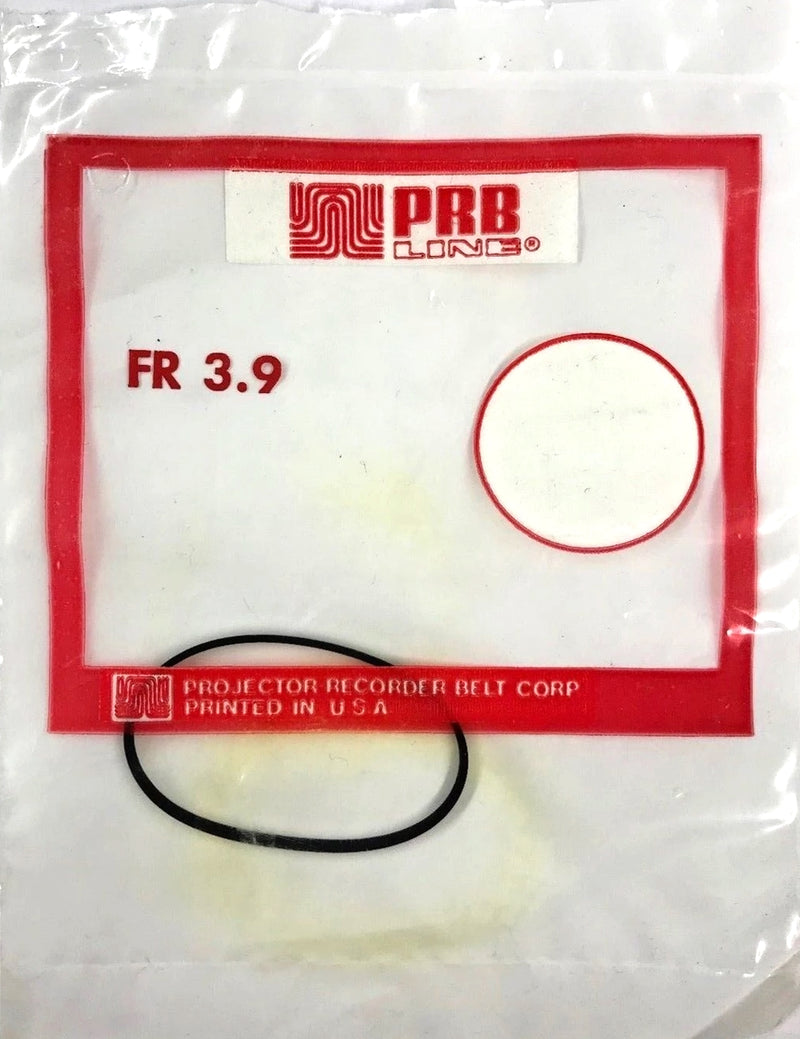 PRB
LINE®
FR 3.9
PROJECTOR RECORDER BELT CORP
PRINTED IN U S A